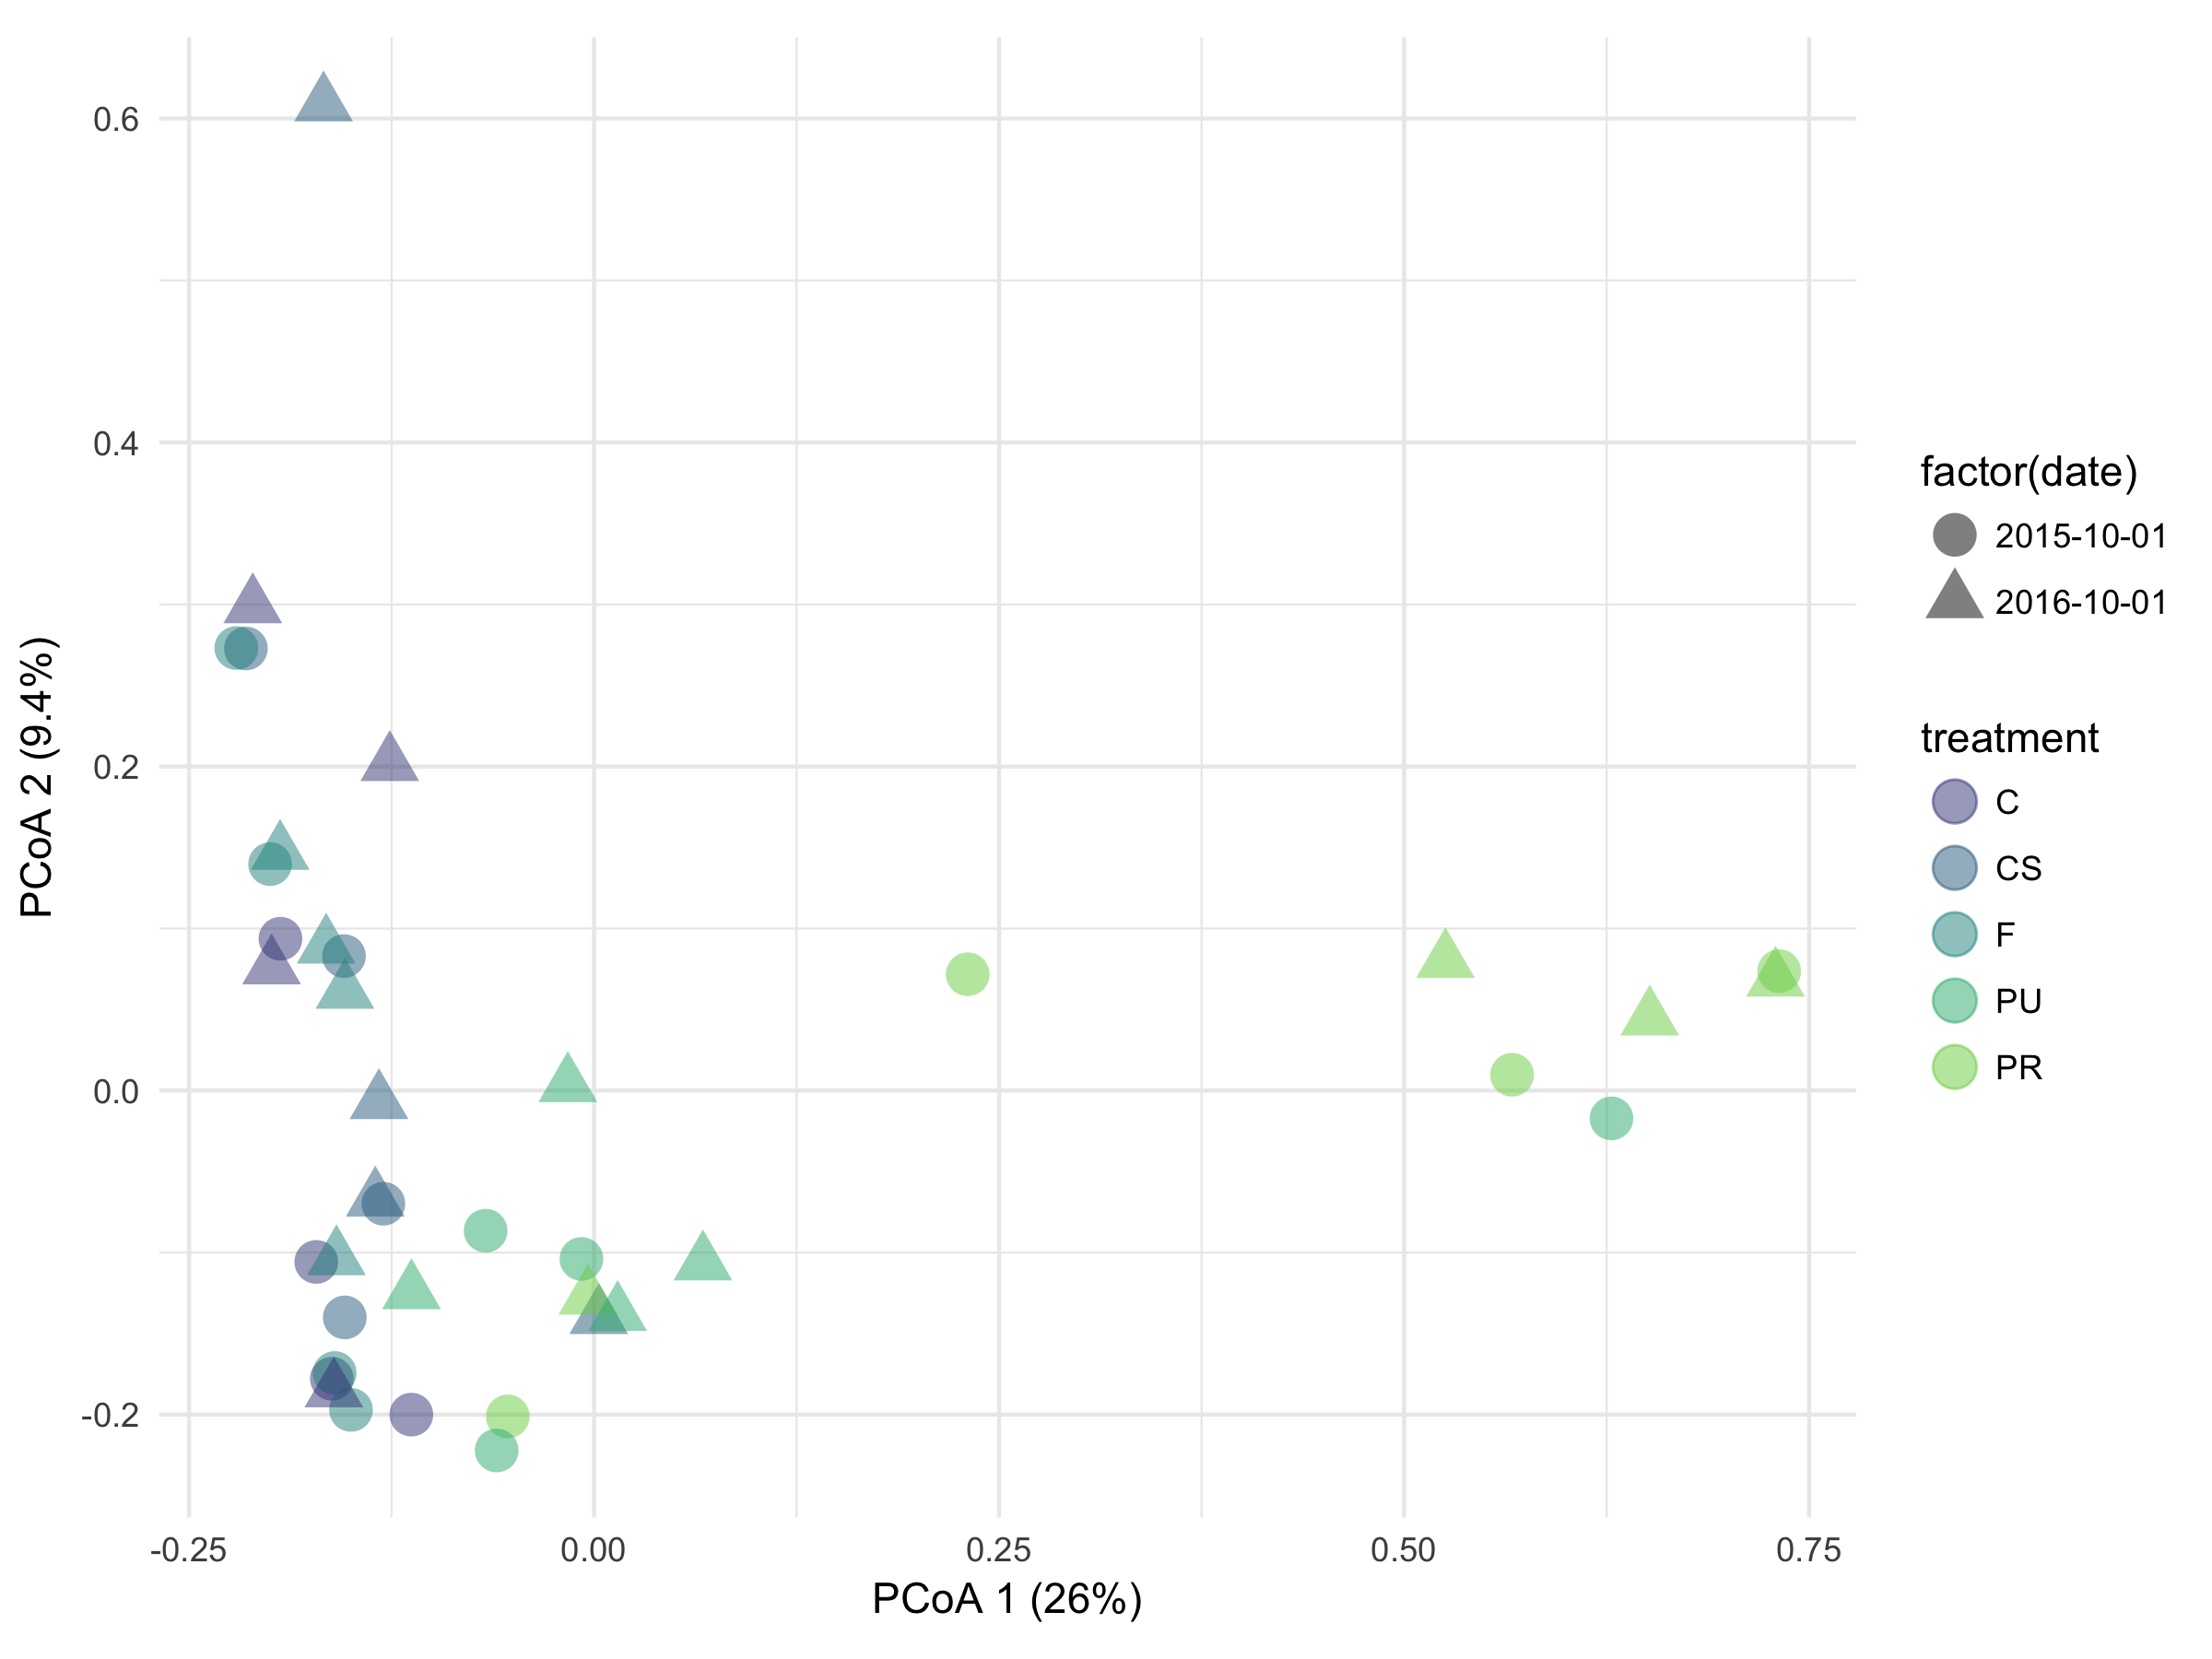 0.6
0.4
0.2
0.0
-0.2
PCoA 2 (9.4%)
-0.25
0.00
0.25
0.50
0.75
PCoA 1 (26%)
factor(date)
2015-10-01
2016-10-01
treatment
C
CS
F
PU
PR